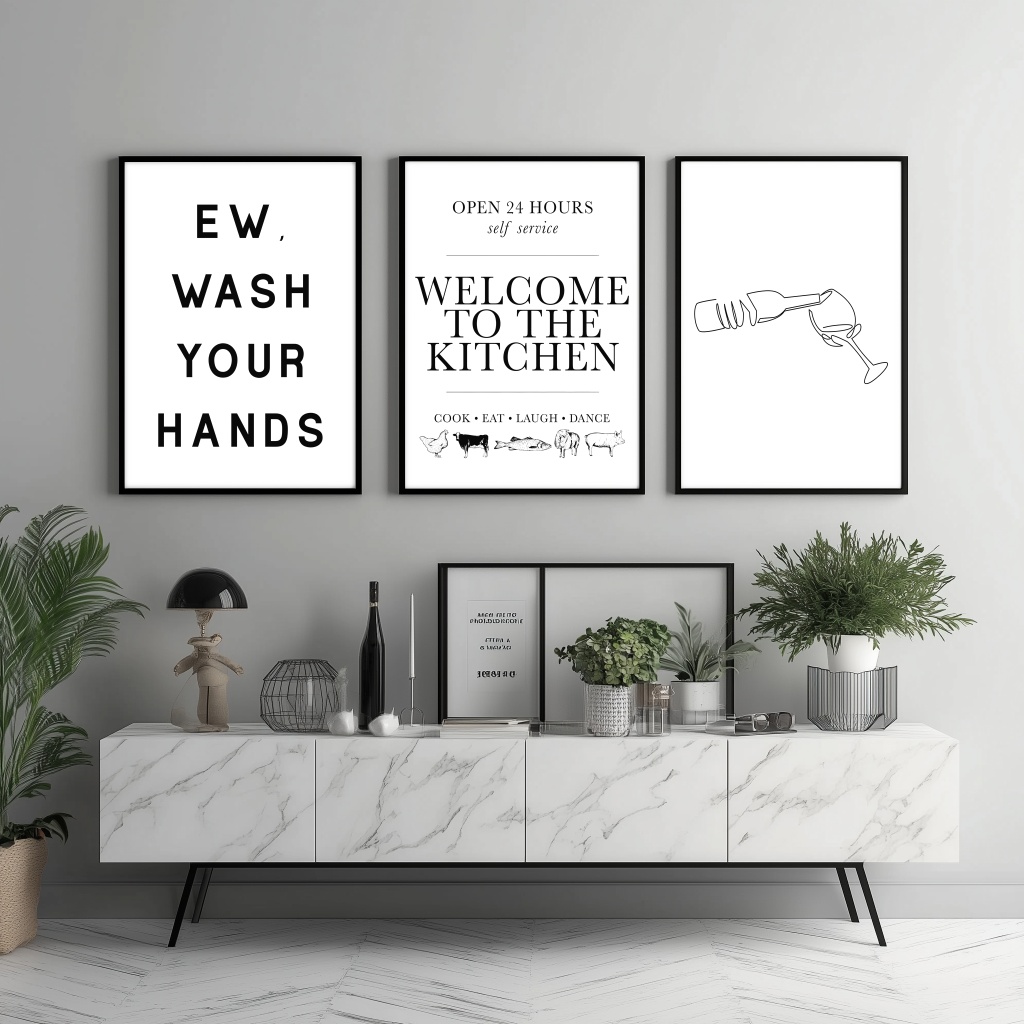 EW,
WASH
YOUR
HANDS
OPEN 24 HOURS
self service
WELCOME
TO THE
KITCHEN
COOK • EAT • LAUGH • DANCE